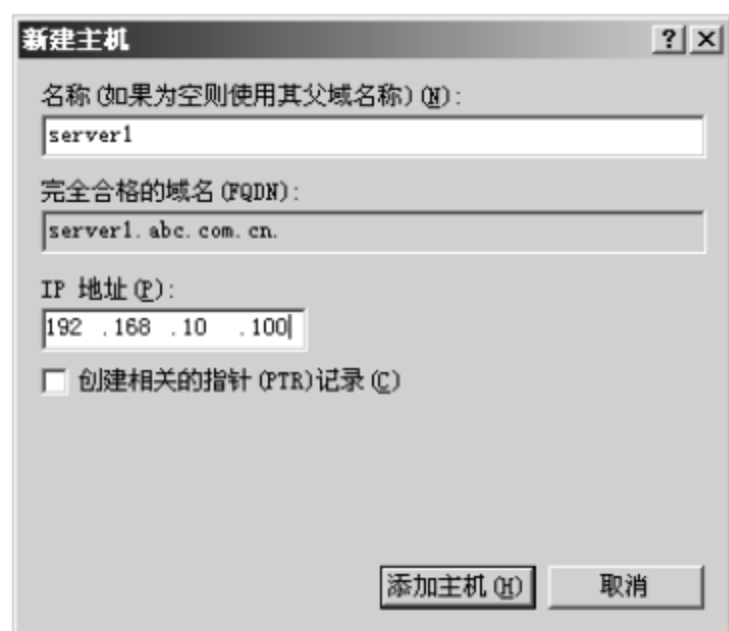 新建主机
名称(如果为空则使用其父域名称)(N):
server1
完全合格的域名(FQDN):
server1.abc.com.cn.
IP 地址(P):
192 .168 .10 .100
创建相关的指针(PTR)记录(C)
添加主机(H) 取消